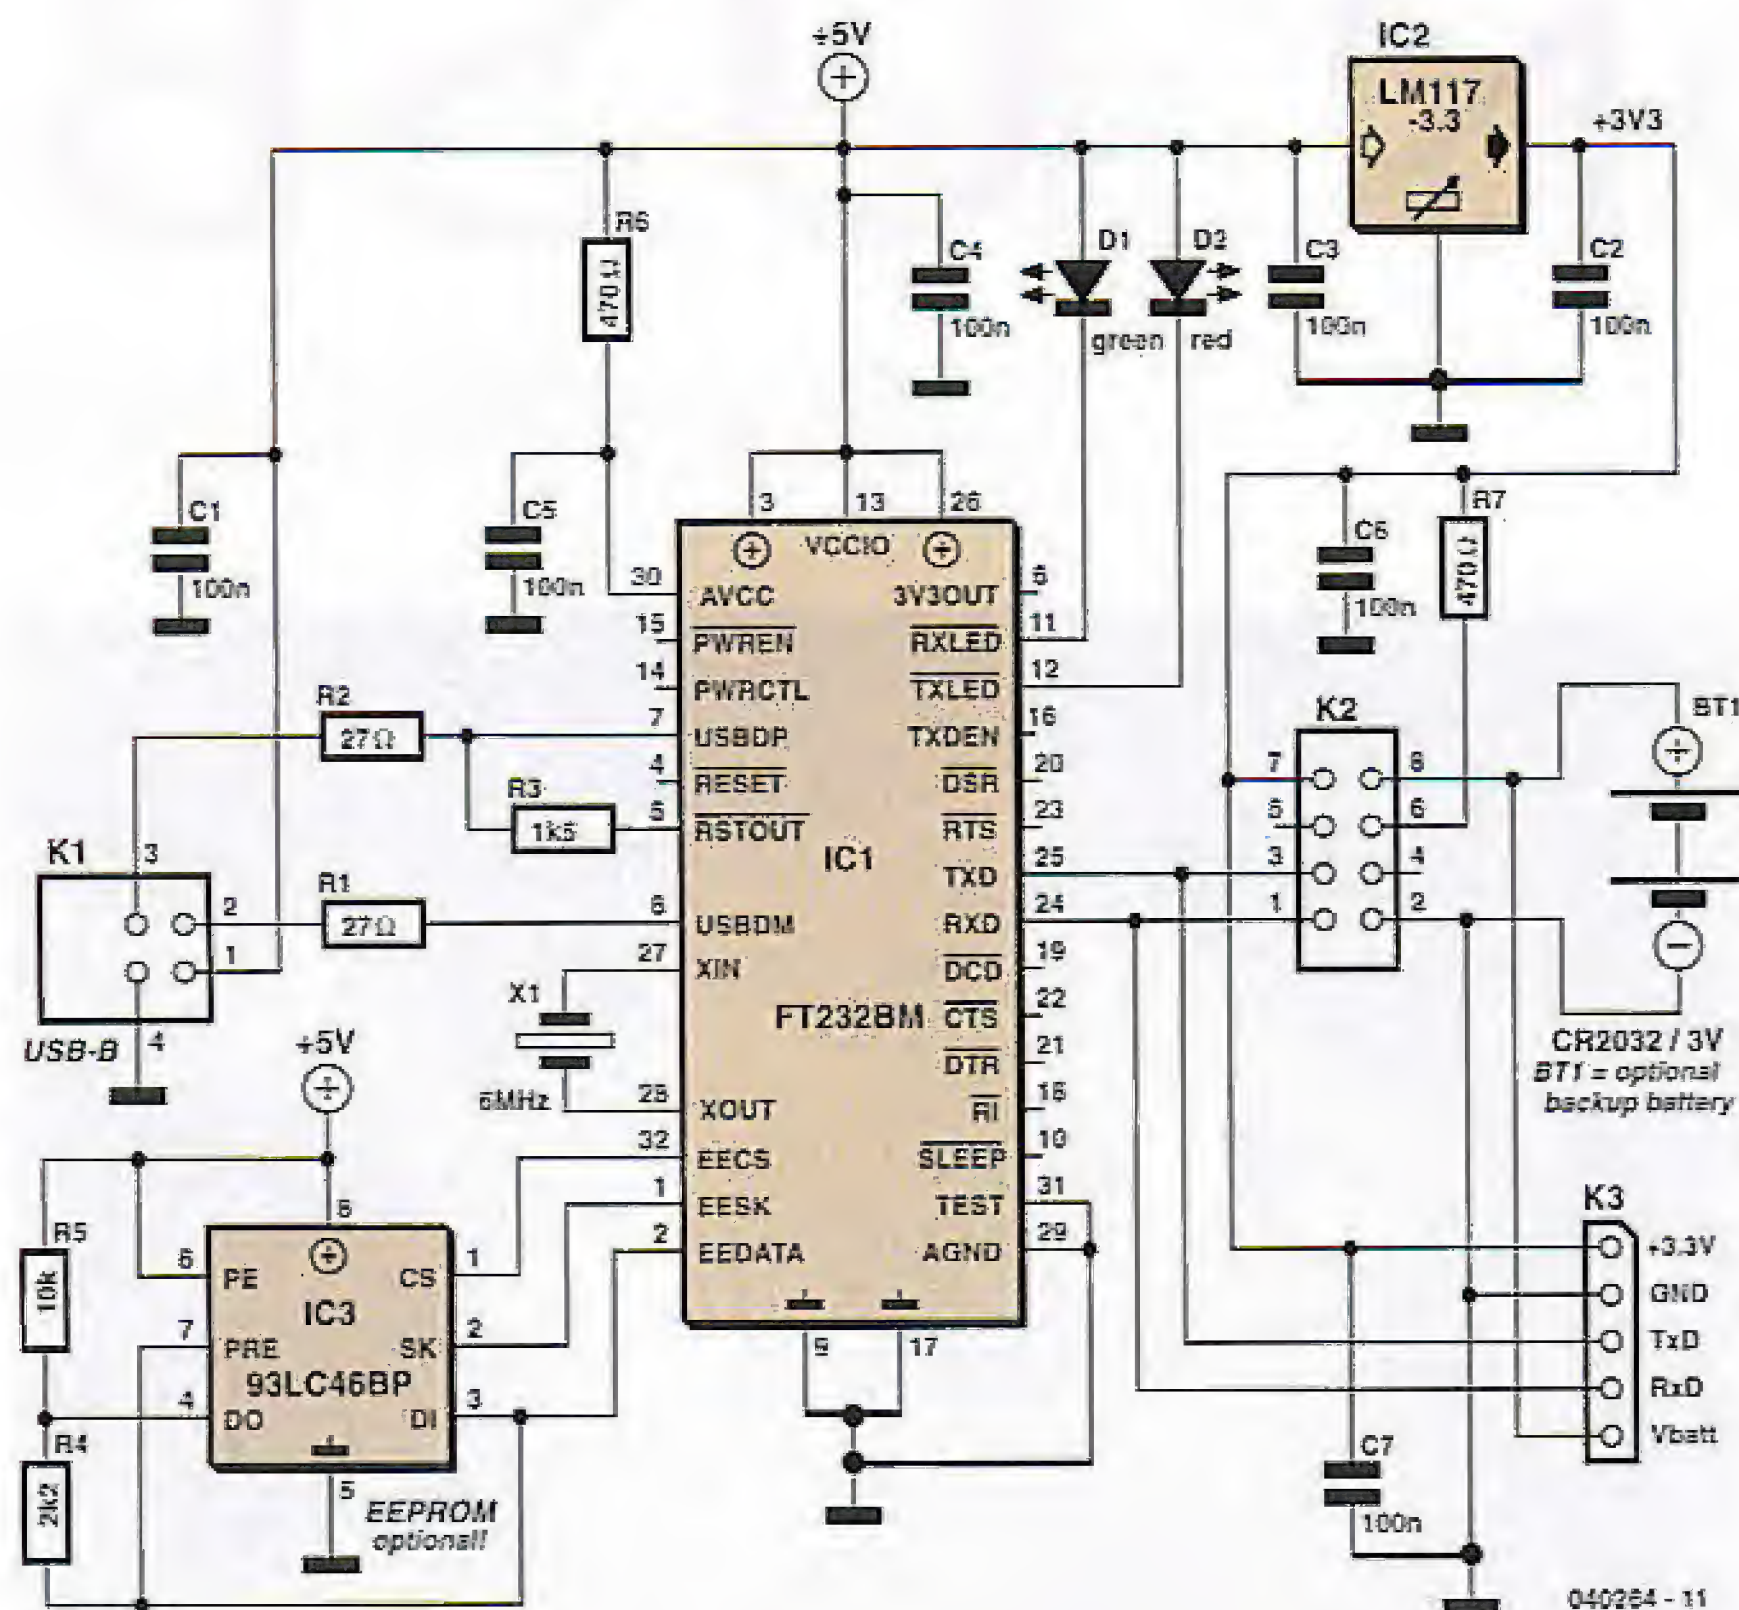 +5V
IC2
LM117
-3.3
+3V3
R6
470Ω
C4
100n
D1
green
D2
red
C3
100n
C2
100n
C1
100n
C5
100n
3
13
26
VCCIO
30
AVCC
15
PWREN
14
PWRCTL
7
USBDP
4
RESET
5
RSTOUT
6
USBDM
27
XIN
28
XOUT
32
EECS
1
EESK
2
EEDATA
3V3OUT
RXLED
11
TXLED
12
TXDEN
16
DSR
20
RTS
23
TXD
25
RXD
24
DCD
19
CTS
22
DTR
21
RI
18
SLEEP
10
TEST
31
AGND
29
IC1
FT232BM
9
17
R2
27Ω
R3
1k5
R1
27Ω
K1
3
2
1
4
USB-B
X1
6MHz
+5V
R5
10k
R4
2k2
8
6
PE
7
PRE
4
DO
CS
1
SK
2
DI
3
IC3
93LC46BP
5
EEPROM
optional!
C6
100n
R7
470Ω
K2
7
8
5
6
3
4
1
2
BT1
CR2032 / 3V
BT1 = optional
backup battery
K3
+3.3V
GND
TxD
RxD
Vbatt
C7
100n
040264 - 11